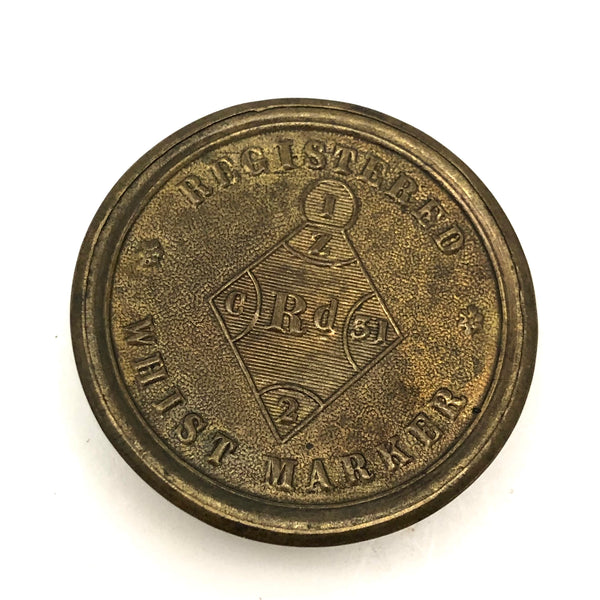 REGISTERED
1
Z
C Rd 31
2
WHIST MARKER